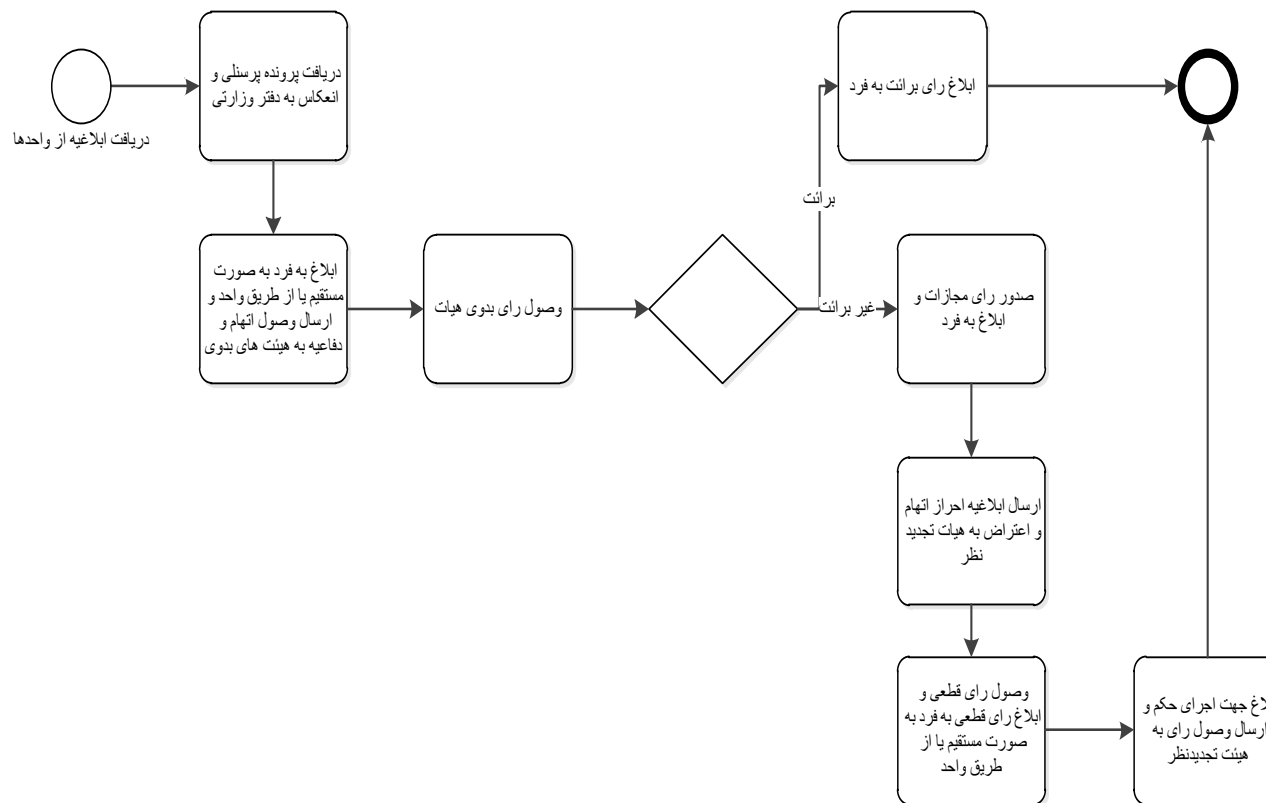 دریافت ابلاغیه از واحدها
دریافت پرونده پرسنلی و
انعکاس به دفتر وزارتی
ابلاغ به فرد به صورت
مستقیم یا از طریق واحد و
ارسال وصول اتهام و
دفاعیه به هیئت های بدوی
وصول رای بدوی هیات
برائت
ابلاغ رای برائت به فرد
غیر برائت
صدور رای مجازات و
ابلاغ به فرد
ارسال ابلاغیه احراز اتهام
و اعتراض به هیات تجدید
نظر
وصول رای قطعی و
ابلاغ رای قطعی به فرد به
صورت مستقیم یا از
طریق واحد
جهت اجرای حکم و
ارسال وصول رای به
هیئت تجدیدنظر